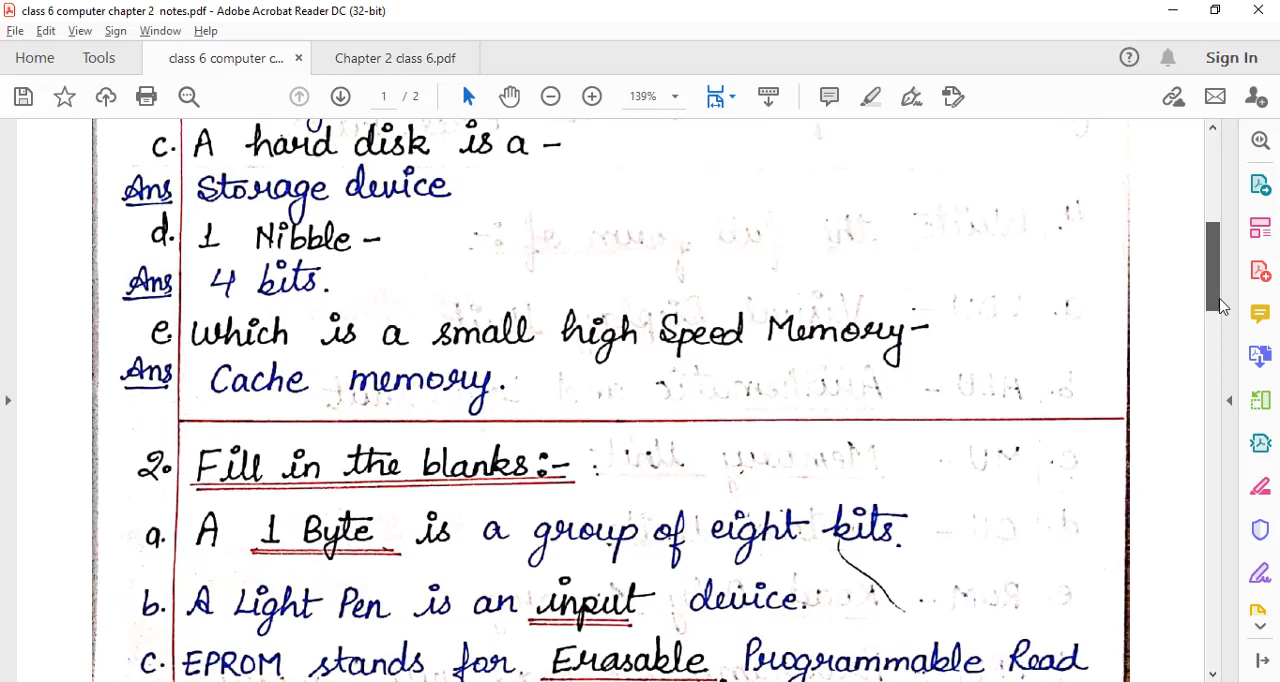 class 6 computer chapter 2 notes.pdf - Adobe Acrobat Reader DC (32-bit)
File Edit View Sign Window Help
Home Tools class 6 computer c... × Chapter 2 class 6.pdf Sign In
1 / 2 139%
c. A hard disk is a -
Ans Storage device
d. 1 Nibble -
Ans 4 bits.
e. Which is a small high Speed Memory -
Ans Cache memory.
2. Fill in the blanks:-
a. A 1 Byte is a group of eight bits.
b. A Light Pen is an input device.
c. EPROM stands for Erasable Programmable Read